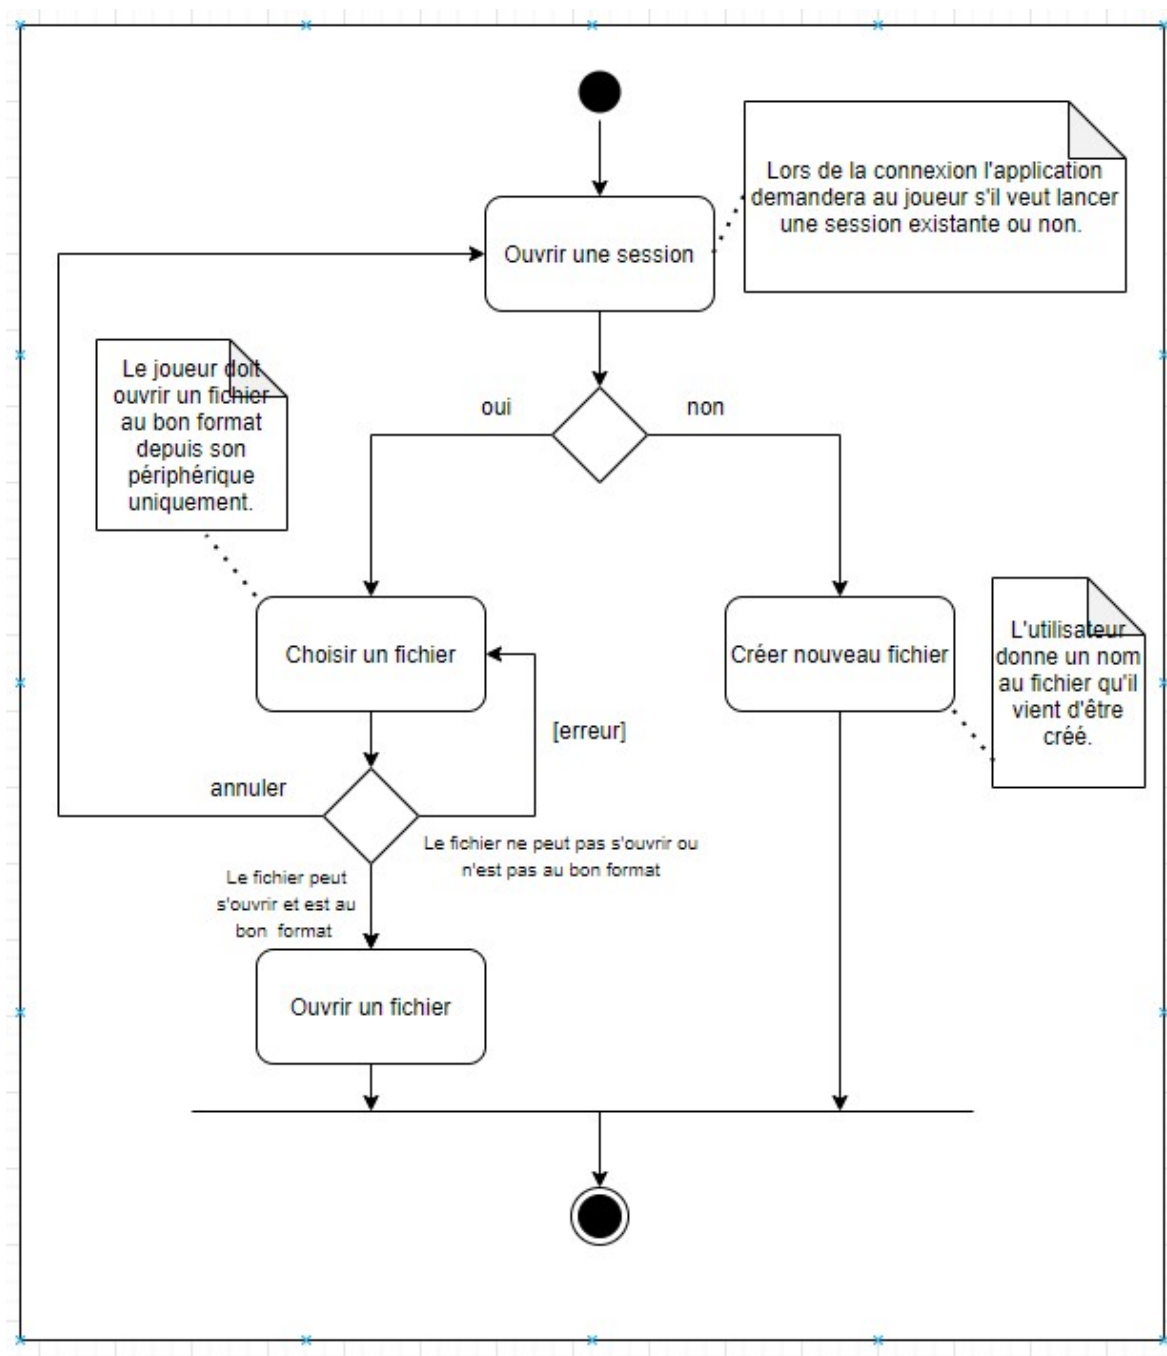 Lors de la connexion l'application
demandera au joueur s'il veut lancer
une session existante ou non.
Ouvrir une session
Le joueur doit
ouvrir un fichier
au bon format
depuis son
périphérique
uniquement.
oui
non
Choisir un fichier
Créer nouveau fichier
L'utilisateur
donne un nom
au fichier qu'il
vient d'être
créé.
[erreur]
annuler
Le fichier ne peut pas s'ouvrir ou
n'est pas au bon format
Le fichier peut
s'ouvrir et est au
bon format
Ouvrir un fichier